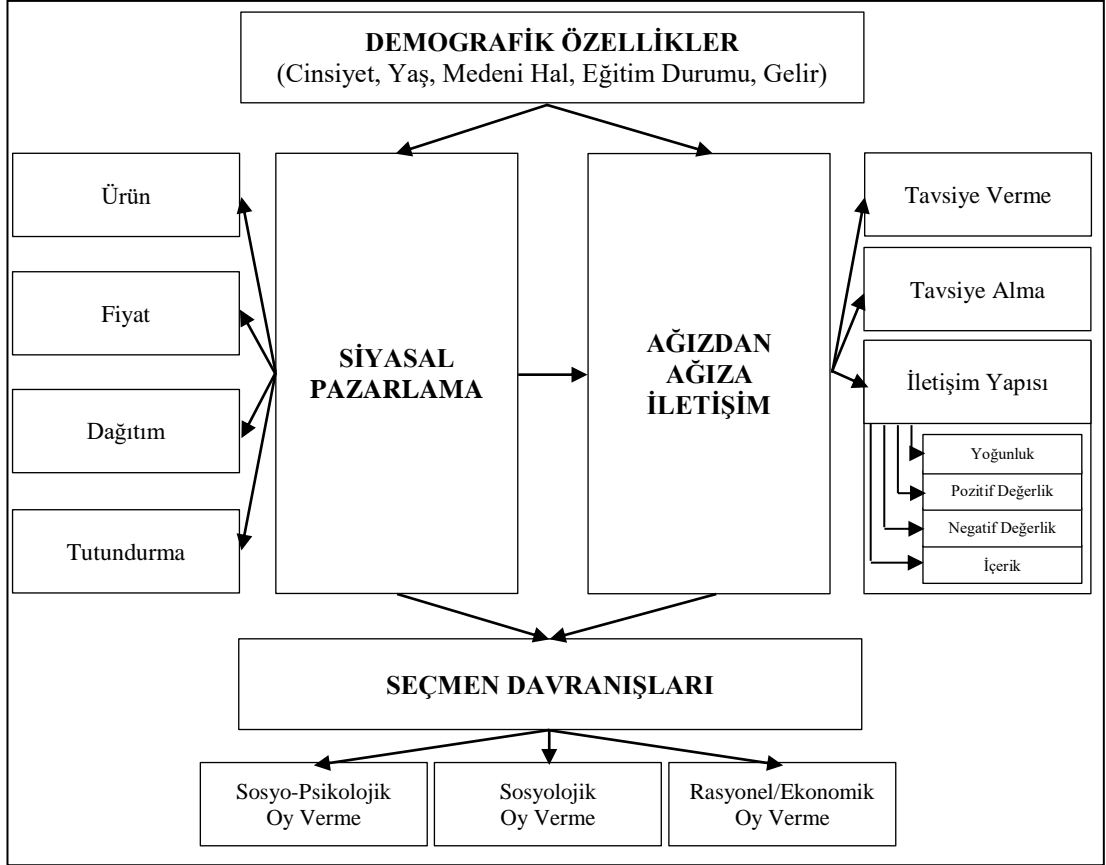 DEMOGRAFİK ÖZELLİKLER
(Cinsiyet, Yaş, Medeni Hal, Eğitim Durumu, Gelir)
Ürün
Fiyat
Dağıtım
Tutundurma
SİYASAL
PAZARLAMA
AĞIZDAN
AĞIZA
İLETİŞİM
Tavsiye Verme
Tavsiye Alma
İletişim Yapısı
Yoğunluk
Pozitif Değerlik
Negatif Değerlik
İçerik
SEÇMEN DAVRANIŞLARI
Sosyo-Psikolojik
Oy Verme
Sosyolojik
Oy Verme
Rasyonel/Ekonomik
Oy Verme